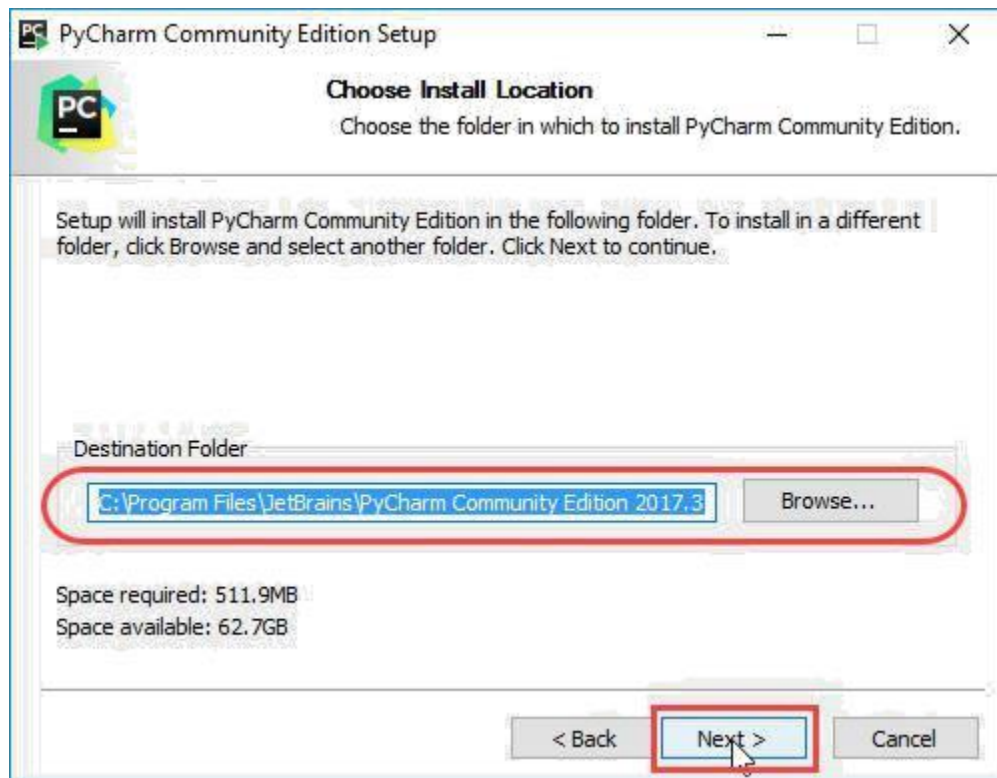 PyCharm Community Edition Setup
PC
Choose Install Location
Choose the folder in which to install PyCharm Community Edition.
Setup will install PyCharm Community Edition in the following folder. To install in a different
folder, click Browse and select another folder. Click Next to continue.
Destination Folder
C:\Program Files\JetBrains\PyCharm Community Edition 2017.3
Browse...
Space required: 511.9MB
Space available: 62.7GB
< Back
Next >
Cancel